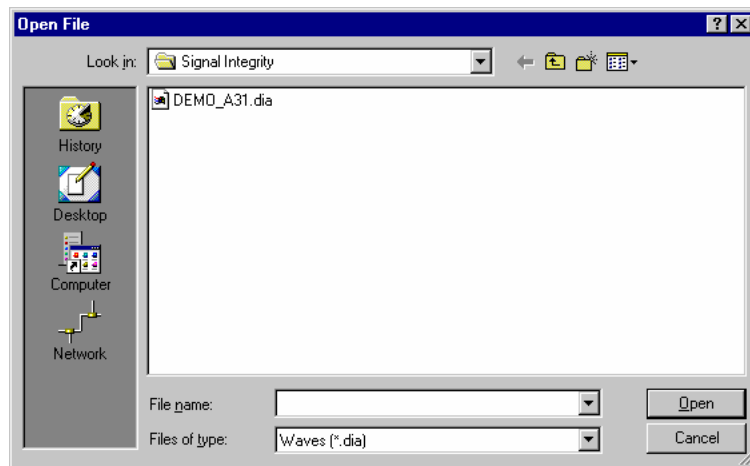 Open File
Look in: Signal Integrity
DEMO_A31.dia
History
Desktop
Computer
Network
File name: Open
Files of type: Waves (*.dia) Cancel